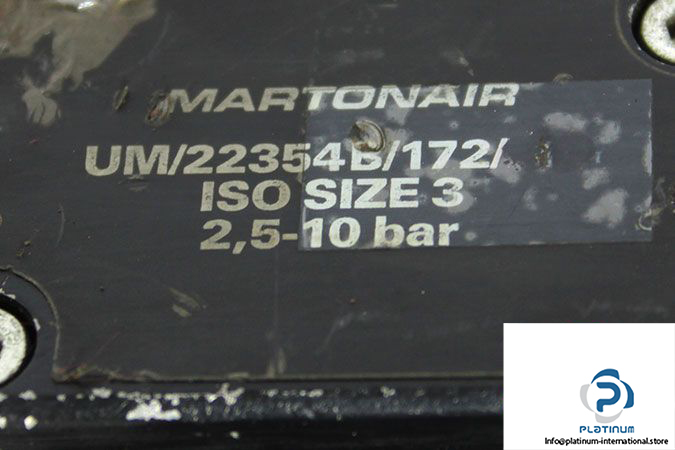 MARTONAIR
UM/22354B/172/
ISO SIZE 3
2,5-10 bar
PLATINUM
info@platinum-international.store